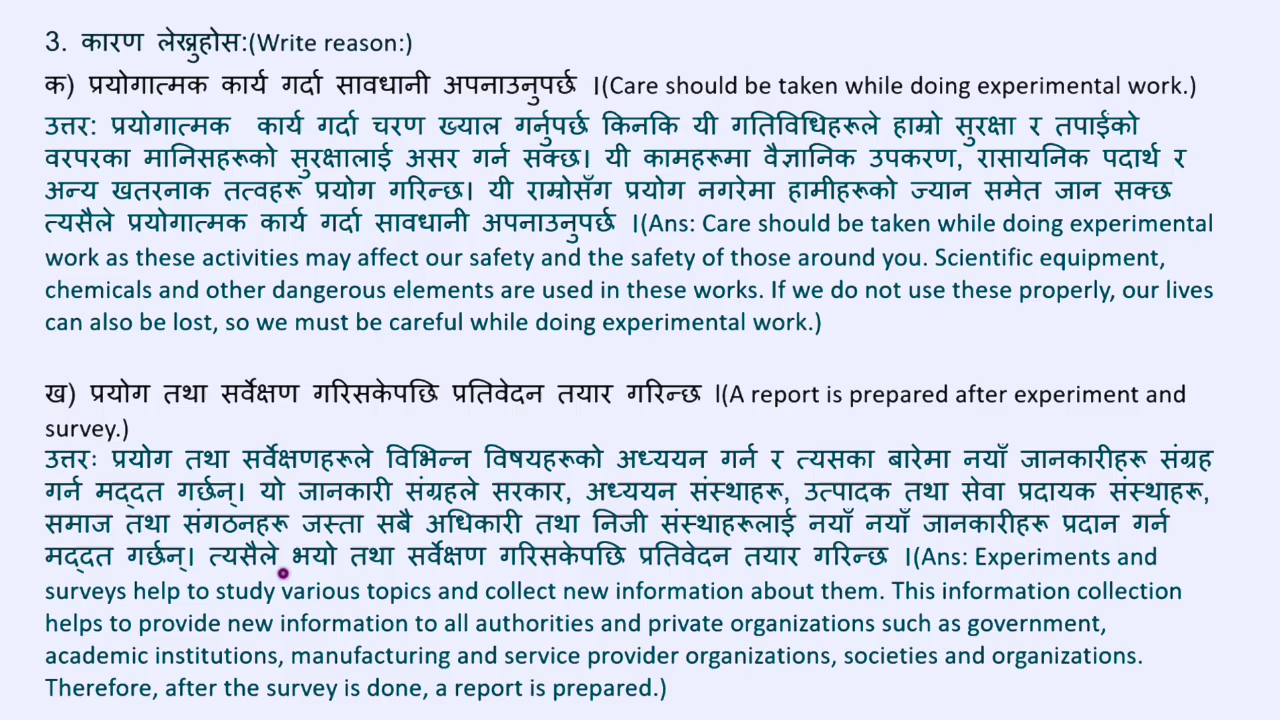 3. कारण लेख्नुहोस:(Write reason:)
क) प्रयोगात्मक कार्य गर्दा सावधानी अपनाउनुपर्छ ।(Care should be taken while doing experimental work.)
उत्तर: प्रयोगात्मक कार्य गर्दा चरण ख्याल गर्नुपर्छ किनकि यी गतिविधिहरूले हाम्रो सुरक्षा र तपाईंको
वरपरका मानिसहरूको सुरक्षालाई असर गर्न सक्छ। यी कामहरूमा वैज्ञानिक उपकरण, रासायनिक पदार्थ र
अन्य खतरनाक तत्वहरू प्रयोग गरिन्छ। यी राम्रोसँग प्रयोग नगरेमा हामीहरूको ज्यान समेत जान सक्छ
त्यसैले प्रयोगात्मक कार्य गर्दा सावधानी अपनाउनुपर्छ ।(Ans: Care should be taken while doing experimental
work as these activities may affect our safety and the safety of those around you. Scientific equipment,
chemicals and other dangerous elements are used in these works. If we do not use these properly, our lives
can also be lost, so we must be careful while doing experimental work.)
ख) प्रयोग तथा सर्वेक्षण गरिसकेपछि प्रतिवेदन तयार गरिन्छ ।(A report is prepared after experiment and
survey.)
उत्तरः प्रयोग तथा सर्वेक्षणहरूले विभिन्न विषयहरूको अध्ययन गर्न र त्यसका बारेमा नयाँ जानकारीहरू संग्रह
गर्न मद्दत गर्छन्। यो जानकारी संग्रहले सरकार, अध्ययन संस्थाहरू, उत्पादक तथा सेवा प्रदायक संस्थाहरू,
समाज तथा संगठनहरू जस्ता सबै अधिकारी तथा निजी संस्थाहरूलाई नयाँ नयाँ जानकारीहरू प्रदान गर्न
मद्दत गर्छन्। त्यसैले भयो तथा सर्वेक्षण गरिसकेपछि प्रतिवेदन तयार गरिन्छ ।(Ans: Experiments and
surveys help to study various topics and collect new information about them. This information collection
helps to provide new information to all authorities and private organizations such as government,
academic institutions, manufacturing and service provider organizations, societies and organizations.
Therefore, after the survey is done, a report is prepared.)